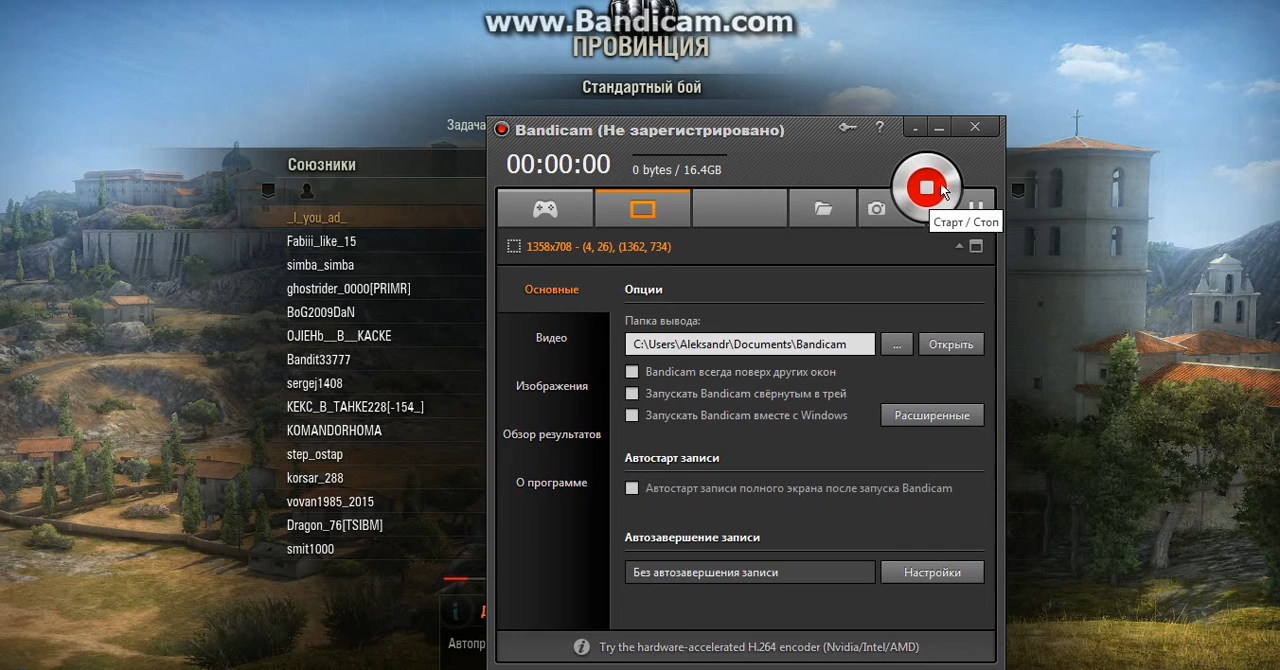 www.Bandicam.com
ПРОВИНЦИЯ
Стандартный бой
Задача
Союзники
_I_you_ad_
Fabiii_like_15
simba_simba
ghostrider_0000[PRIMR]
BoG2009DaN
OJIEHb__B__KACKE
Bandit33777
sergej1408
KEKC_B_TAHKE228[-154_]
KOMANDORHOMA
step_ostap
korsar_288
vovan1985_2015
Dragon_76[TSIBM]
smit1000
Автопр
Bandicam (Не зарегистрировано)
?
00:00:00
0 bytes / 16.4GB
Старт / Стоп
1358x708 - (4, 26), (1362, 734)
Основные
Видео
Изображения
Обзор результатов
О программе
Опции
Папка вывода:
C:\Users\Aleksandr\Documents\Bandicam
...
Открыть
Bandicam всегда поверх других окон
Запускать Bandicam свёрнутым в трей
Запускать Bandicam вместе с Windows
Расширенные
Автостарт записи
Автостарт записи полного экрана после запуска Bandicam
Автозавершение записи
Без автозавершения записи
Настройки
Try the hardware-accelerated H.264 encoder (Nvidia/Intel/AMD)